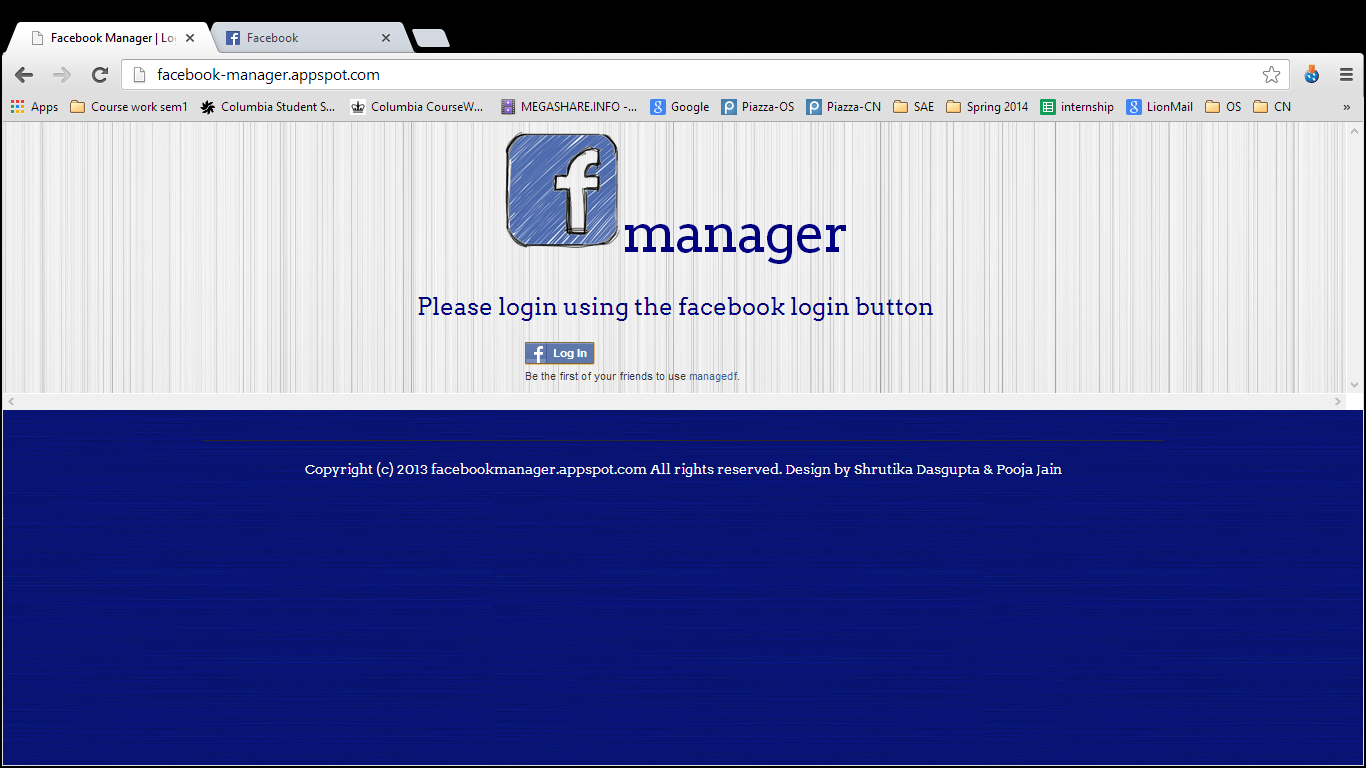 Facebook Manager | Lo
Facebook
facebook-manager.appspot.com
Apps Course work sem1 Columbia Student S... Columbia CourseW... MEGASHARE.INFO -... Google Piazza-OS Piazza-CN SAE Spring 2014 internship LionMail OS CN »
f manager
Please login using the facebook login button
f Log In
Be the first of your friends to use managedf.
Copyright (c) 2013 facebookmanager.appspot.com All rights reserved. Design by Shrutika Dasgupta & Pooja Jain